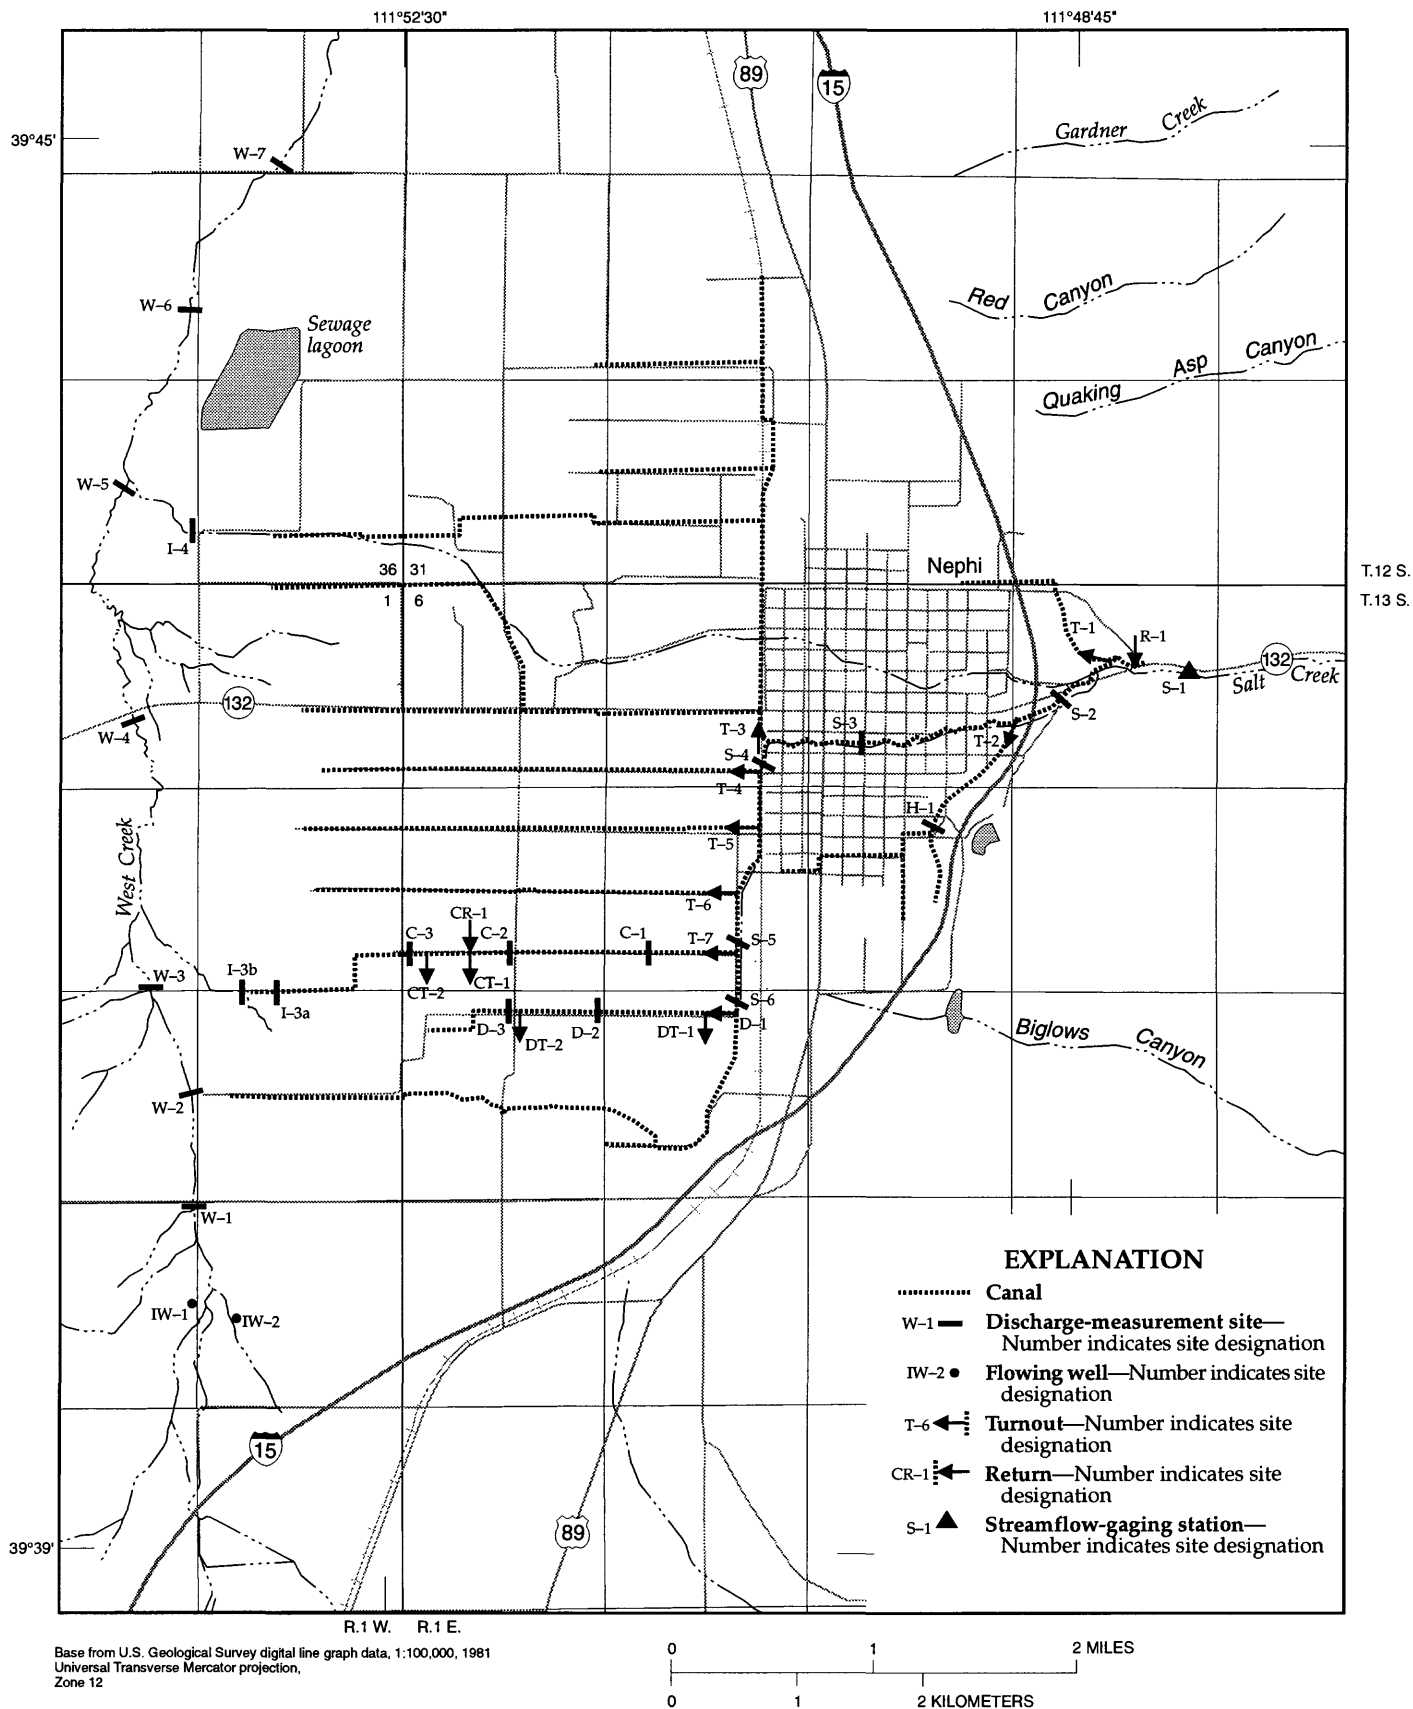 111°52'30"
111°48'45"
89
15
Gardner Creek
39°45'
W–7
Red Canyon
W–6
Sewage
lagoon
Asp Canyon
Quaking
W–5
I–4
36 31
Nephi
T.12 S.
1 6
T.13 S.
T–1
R–1
132
S–1
Salt Creek
132
W–4
S–2
T–3
S–3
T–2
S–4
T–4
H–1
T–5
West Creek
T–6
CR–1
C–3
C–2
C–1
T–7
S–5
W–3
I–3b
CT–2
CT–1
I–3a
S–6
D–3
D–2
DT–1
D–1
DT–2
Biglows Canyon
W–2
W–1
IW–1
IW–2
15
89
EXPLANATION
Canal
W–1 Discharge-measurement site—
Number indicates site designation
IW–2 Flowing well—Number indicates site
designation
T–6 Turnout—Number indicates site
designation
CR–1 Return—Number indicates site
designation
S–1 Streamflow-gaging station—
Number indicates site designation
39°39'
R.1 W. R.1 E.
Base from U.S. Geological Survey digital line graph data, 1:100,000, 1981
Universal Transverse Mercator projection,
Zone 12
0 1 2 MILES
0 1 2 KILOMETERS